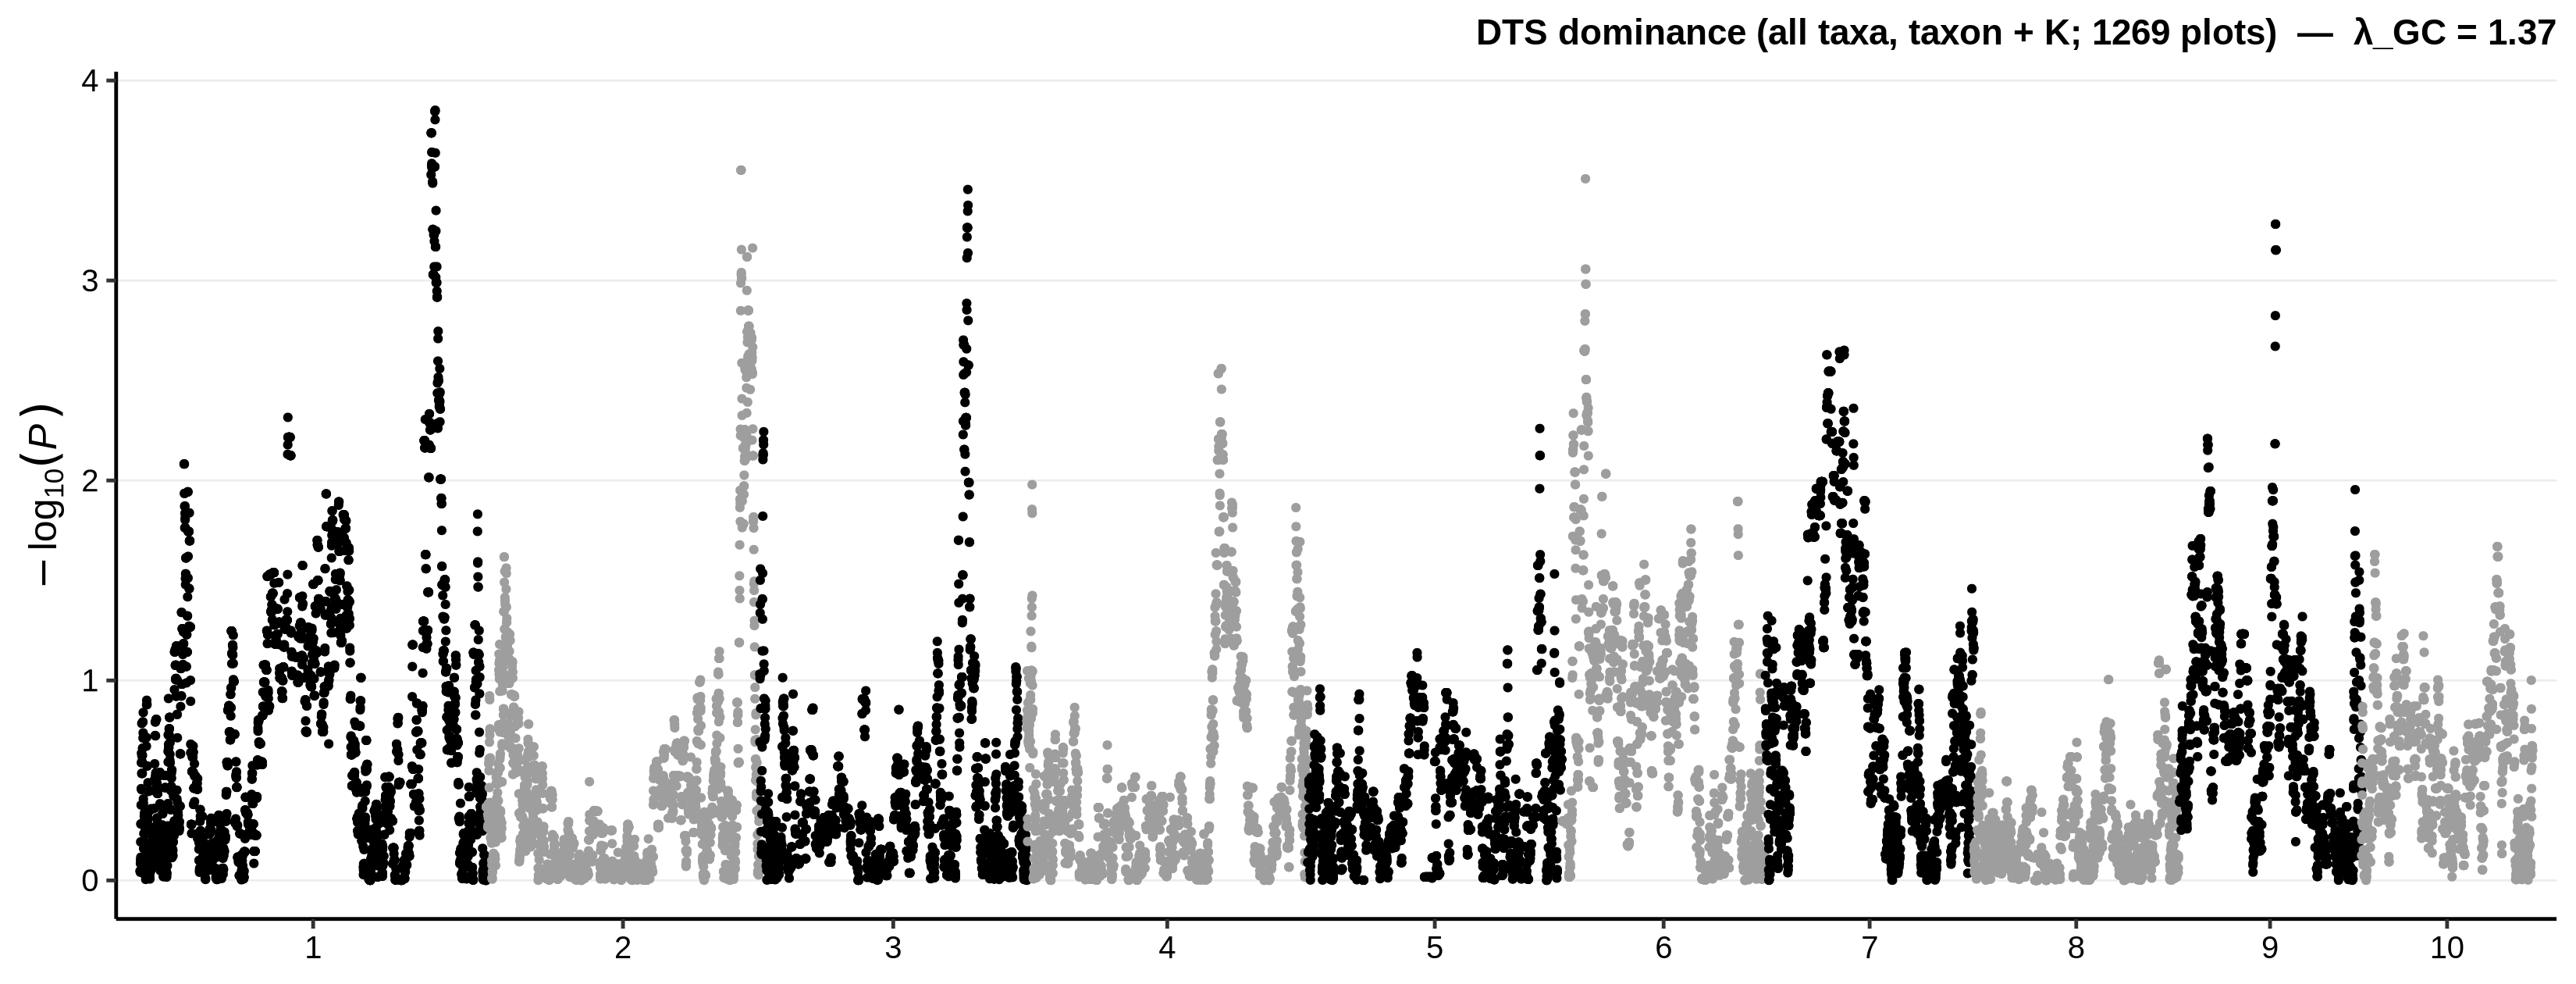 DTS dominance (all taxa, taxon + K; 1269 plots) — λ_GC = 1.37
− log10(P)
4
3
2
1
0
1 2 3 4 5 6 7 8 9 10